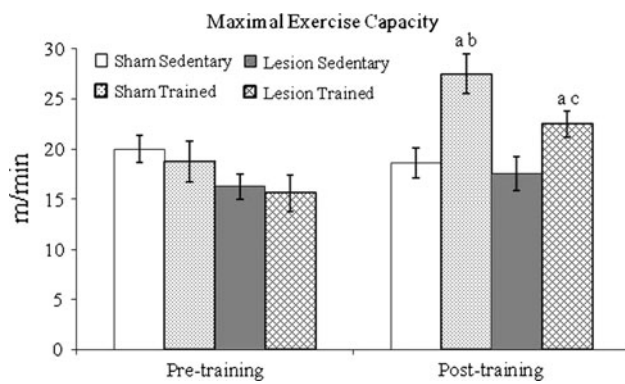 Maximal Exercise Capacity
30
25
20
15
10
5
0
m/min
Sham Sedentary
Lesion Sedentary
Sham Trained
Lesion Trained
a b
a c
Pre-training
Post-training